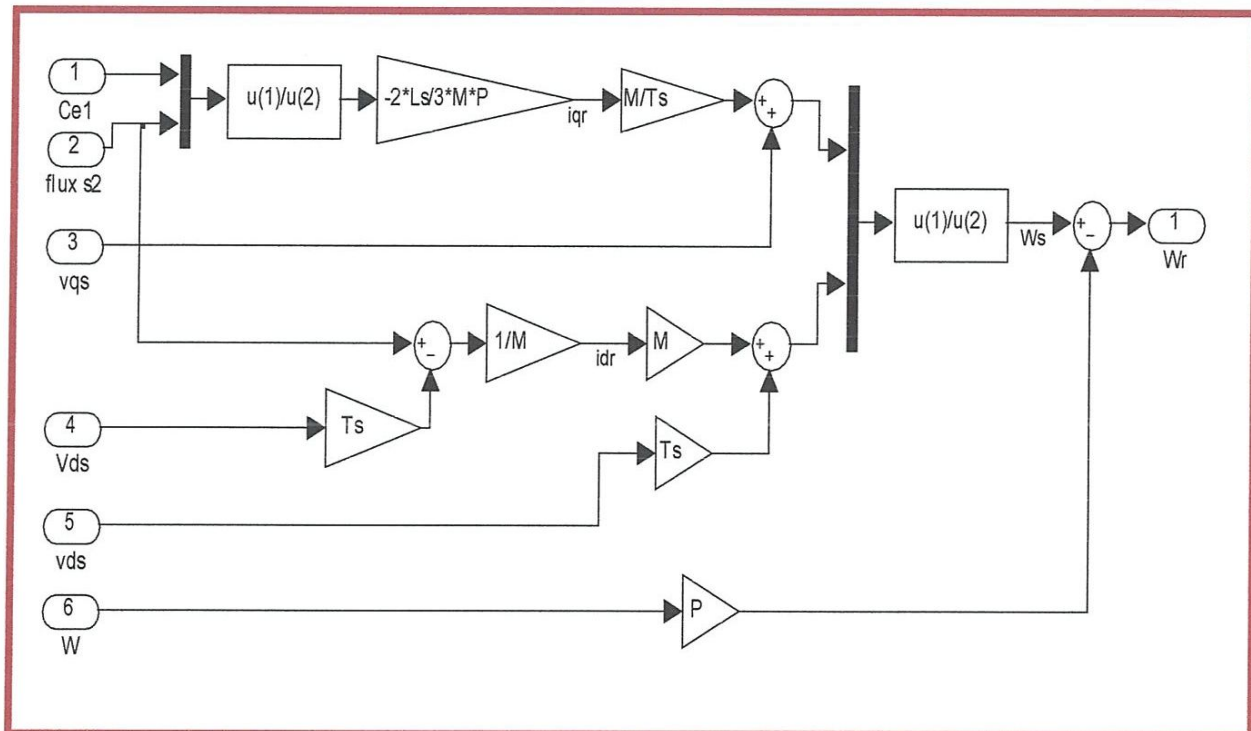 1
Ce1
2
flux s2
u(1)/u(2)
-2*Ls/3*M*P
iqr
M/Ts
+
+
3
vqs
u(1)/u(2)
Ws
+
−
1
Wr
+
−
1/M
idr
M
+
+
4
Vds
Ts
Ts
5
vds
6
W
P